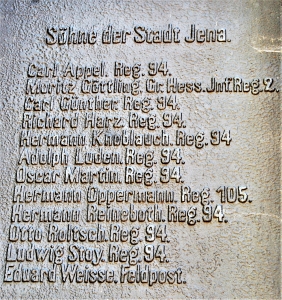 Söhne der Stadt Jena.
Carl Appel. Reg. 94.
Moritz Göttling. Gr. Hess. Jnf. Reg. 2.
Carl Günther. Reg. 94.
Richard Harz. Reg. 94.
Hermann Knoblauch. Reg. 94
Adolph Luden. Reg. 94.
Oscar Martin. Reg. 94.
Hermann Oppermann. Reg. 105.
Hermann Reineboth. Reg. 94.
Otto Roltsch. Reg. 94.
Ludwig Stoy. Reg. 94.
Eduard Weisse. Feldpost.